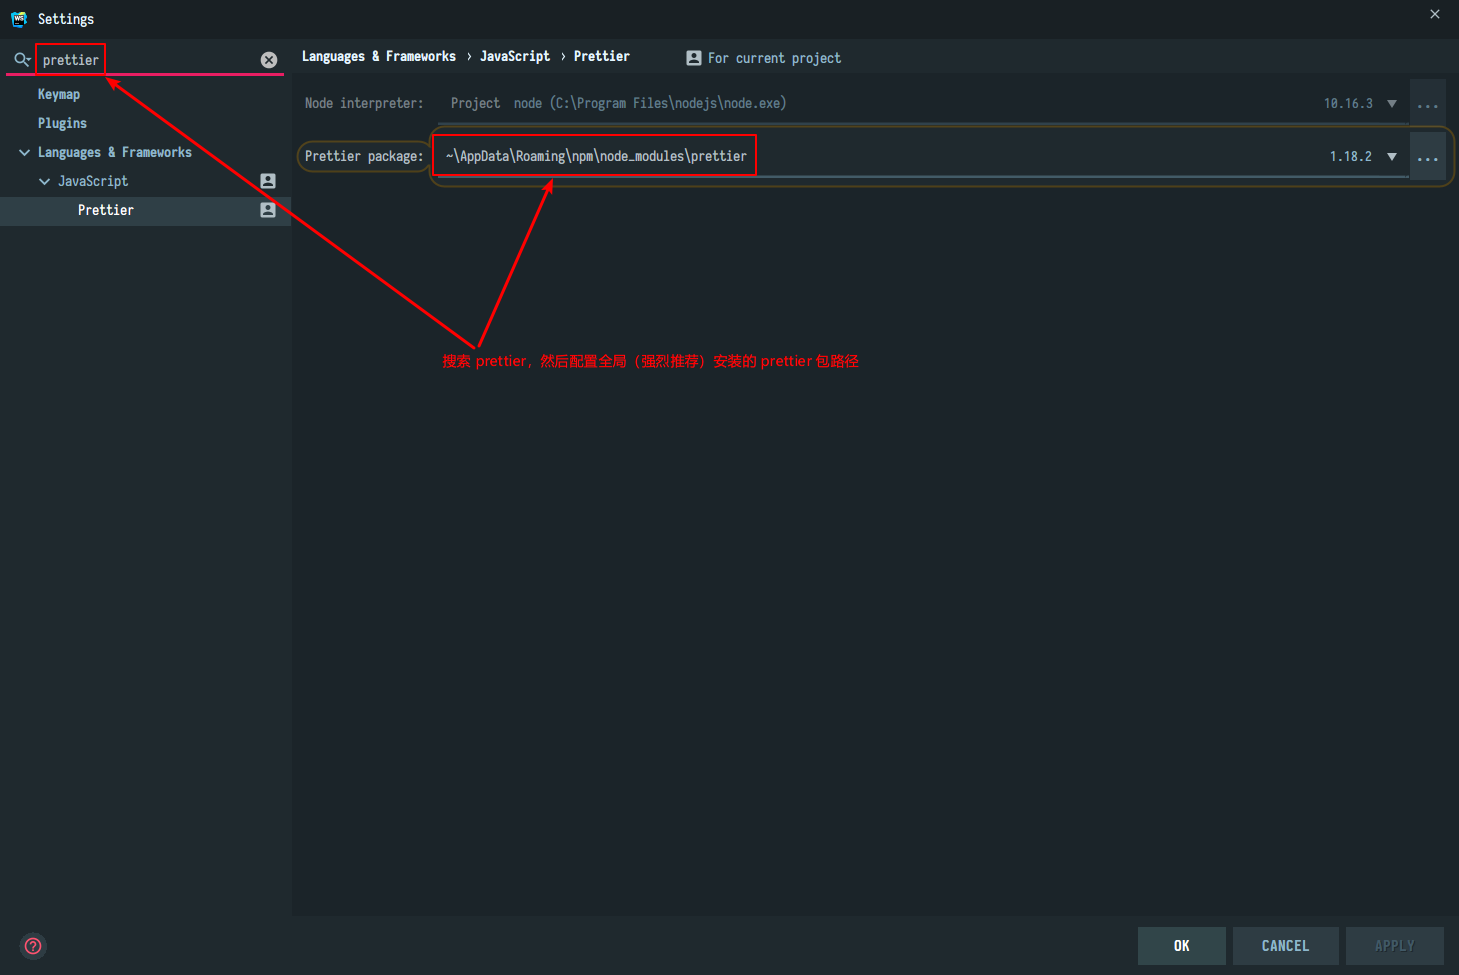 Settings
prettier
Keymap
Plugins
Languages & Frameworks
JavaScript
Prettier
Languages & Frameworks › JavaScript › Prettier For current project
Node interpreter: Project node (C:\Program Files\nodejs\node.exe) 10.16.3 ...
Prettier package: ~\AppData\Roaming\npm\node_modules\prettier 1.18.2 ...
搜索 prettier，然后配置全局（强烈推荐）安装的 prettier 包路径
OK CANCEL APPLY